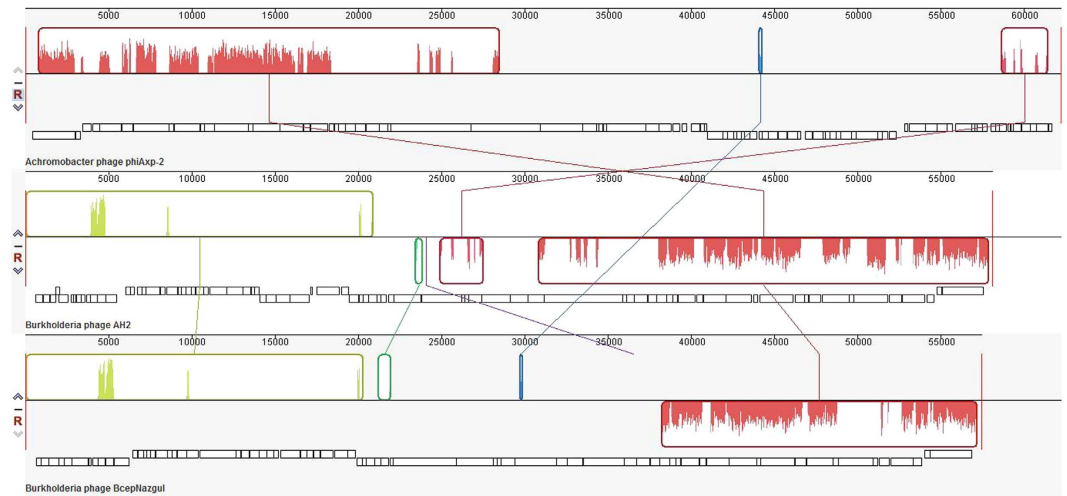 5000 10000 15000 20000 25000 30000 35000 40000 45000 50000 55000 60000
R
Achromobacter phage phiAxp-2
5000 10000 15000 20000 25000 30000 35000 40000 45000 50000 55000
R
Burkholderia phage AH2
5000 10000 15000 20000 25000 30000 35000 40000 45000 50000 55000
R
Burkholderia phage BcepNazgul